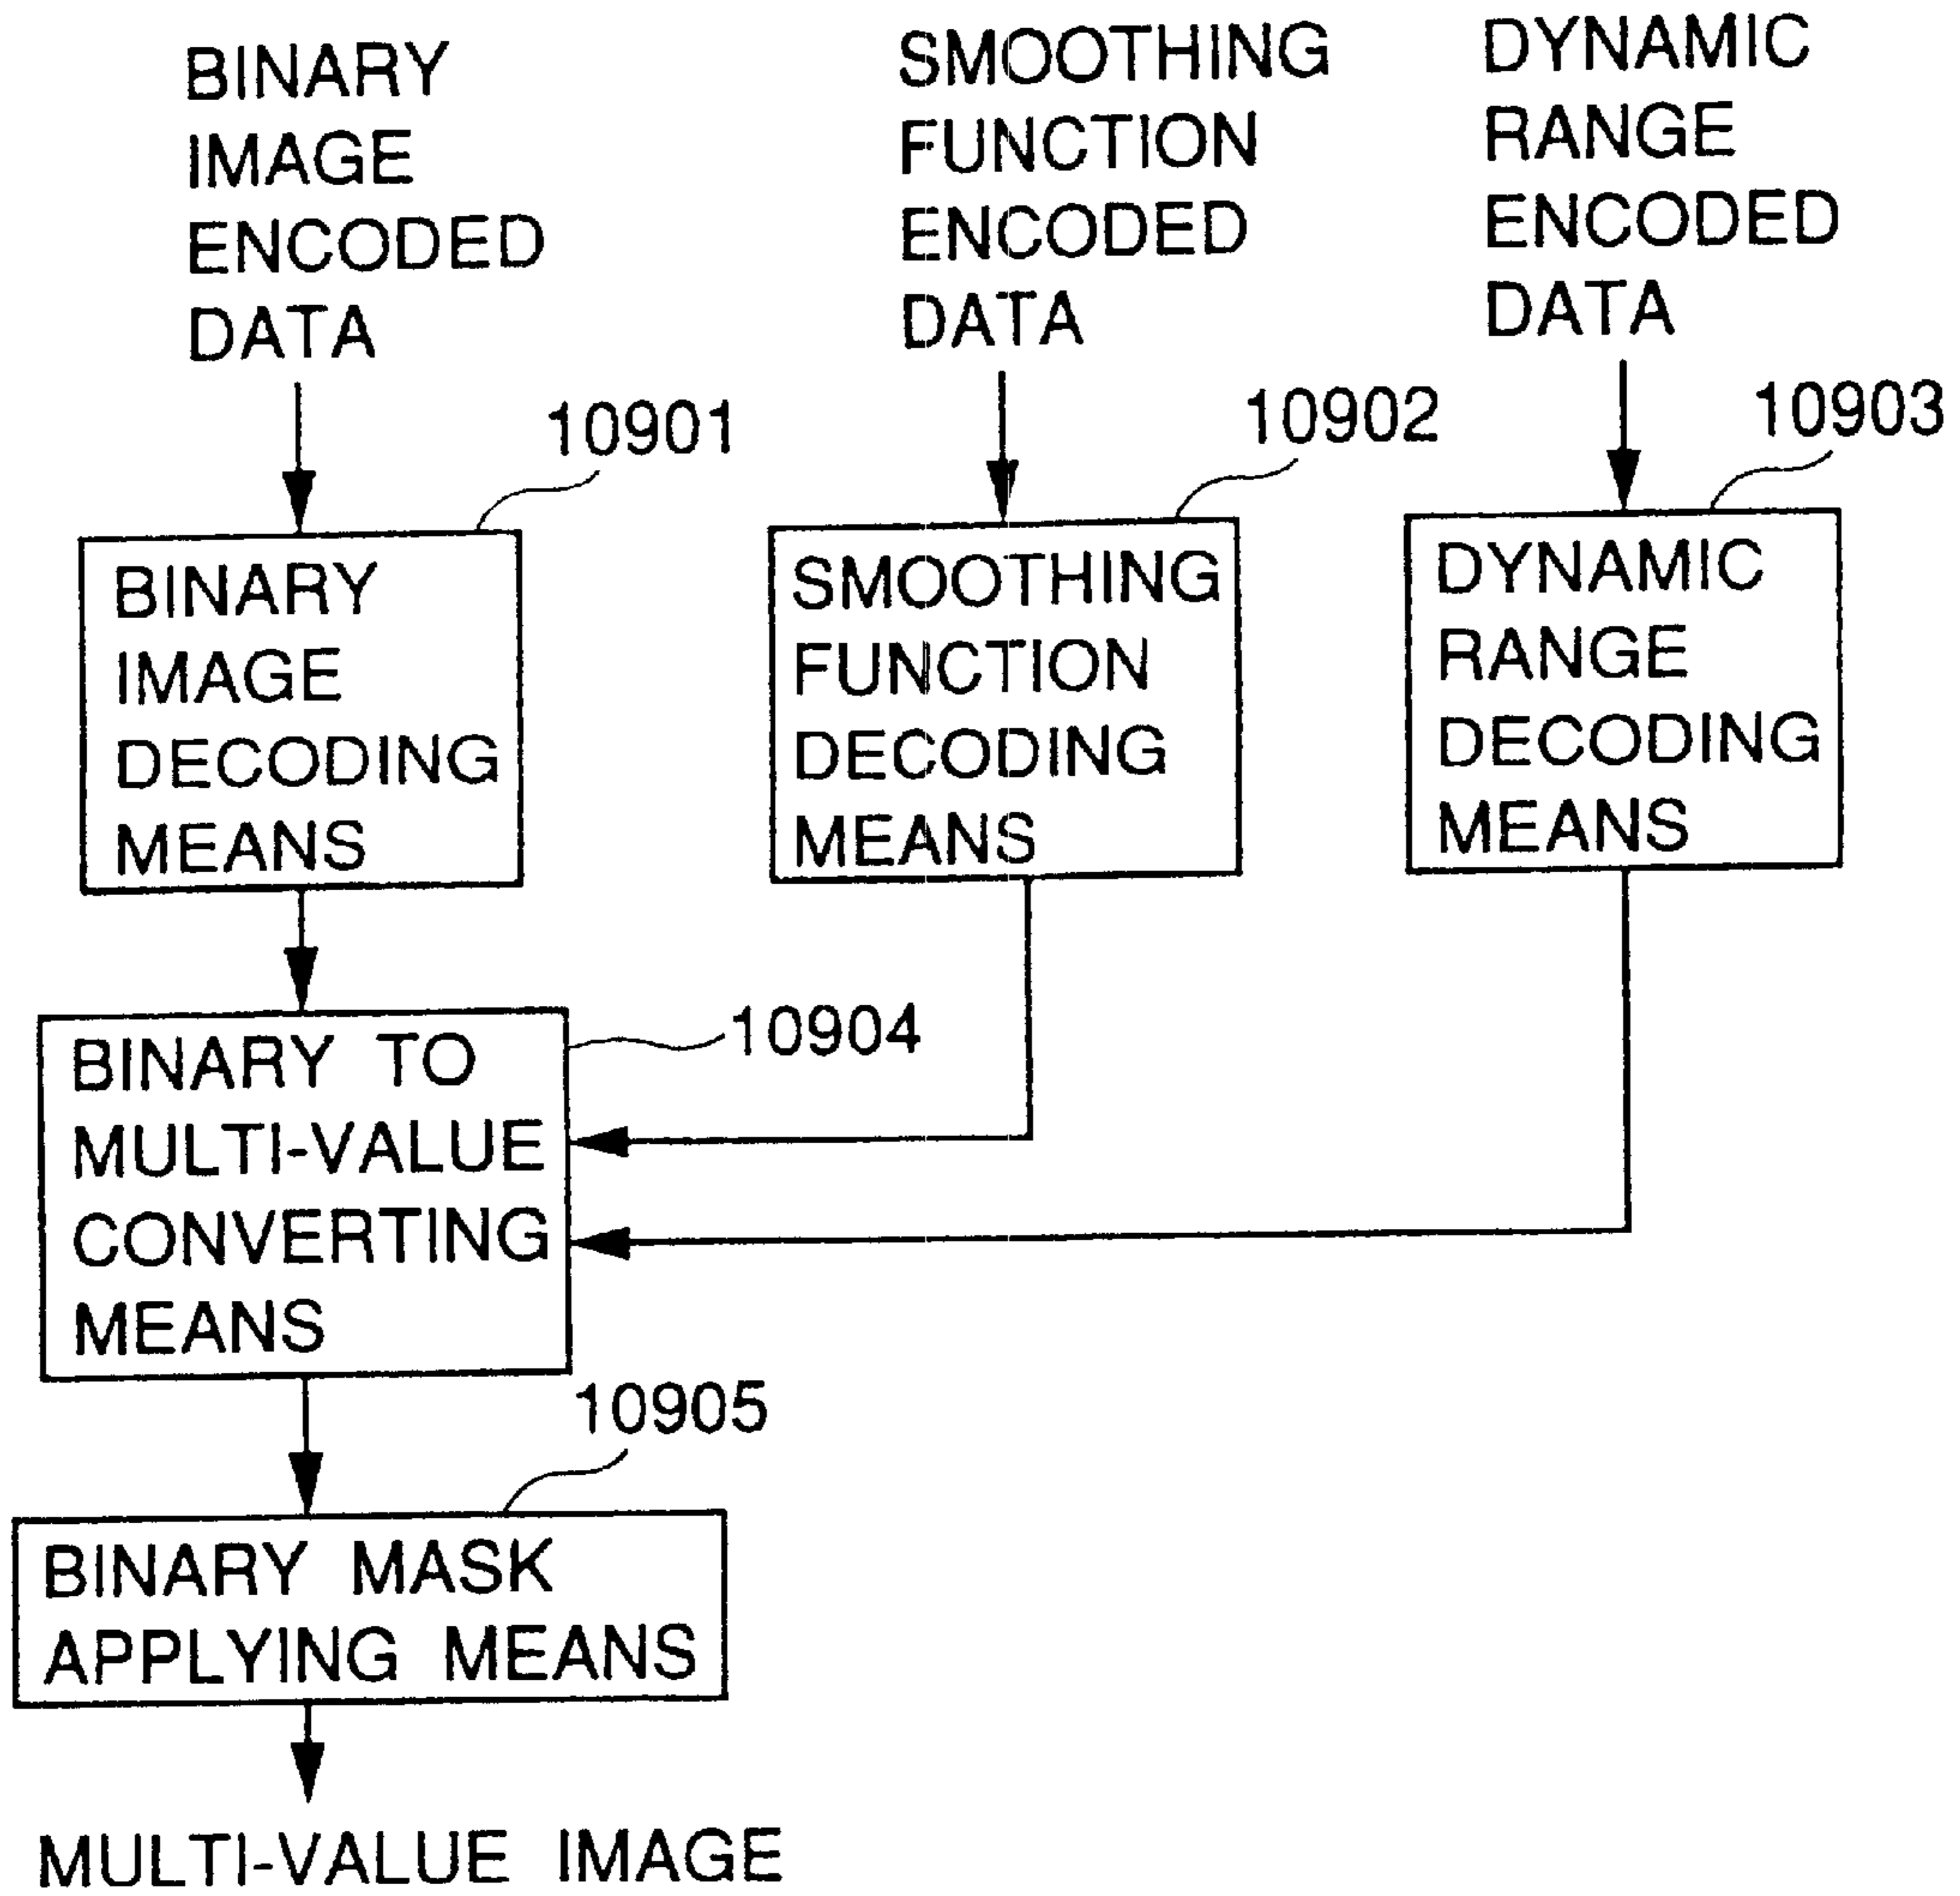 BINARY
IMAGE
ENCODED
DATA
SMOOTHING
FUNCTION
ENCODED
DATA
DYNAMIC
RANGE
ENCODED
DATA
10901
10902
10903
BINARY
IMAGE
DECODING
MEANS
SMOOTHING
FUNCTION
DECODING
MEANS
DYNAMIC
RANGE
DECODING
MEANS
10904
BINARY TO
MULTI-VALUE
CONVERTING
MEANS
10905
BINARY MASK
APPLYING MEANS
MULTI-VALUE IMAGE